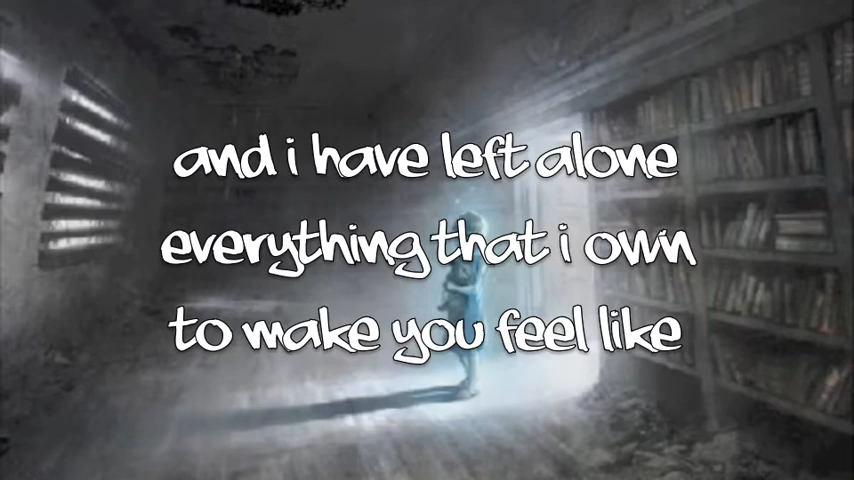 and i have left alone
everything that i own
to make you feel like